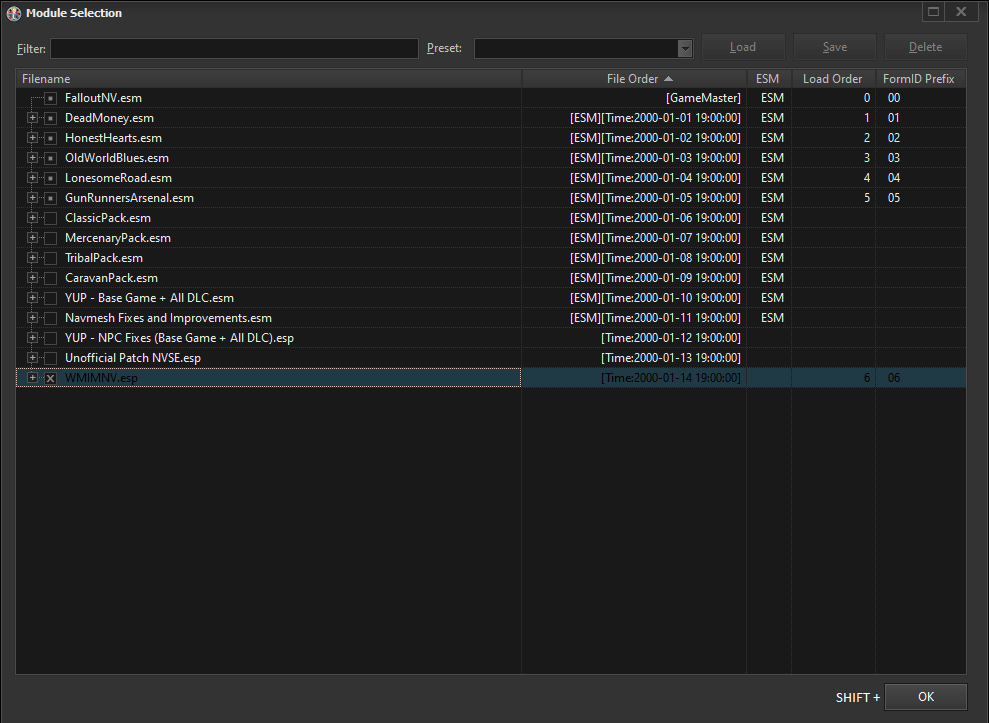 Module Selection
Filter: Preset: Load Save Delete
Filename File Order ESM Load Order FormID Prefix
FalloutNV.esm [GameMaster] ESM 0 00
DeadMoney.esm [ESM][Time:2000-01-01 19:00:00] ESM 1 01
HonestHearts.esm [ESM][Time:2000-01-02 19:00:00] ESM 2 02
OldWorldBlues.esm [ESM][Time:2000-01-03 19:00:00] ESM 3 03
LonesomeRoad.esm [ESM][Time:2000-01-04 19:00:00] ESM 4 04
GunRunnersArsenal.esm [ESM][Time:2000-01-05 19:00:00] ESM 5 05
ClassicPack.esm [ESM][Time:2000-01-06 19:00:00] ESM
MercenaryPack.esm [ESM][Time:2000-01-07 19:00:00] ESM
TribalPack.esm [ESM][Time:2000-01-08 19:00:00] ESM
CaravanPack.esm [ESM][Time:2000-01-09 19:00:00] ESM
YUP - Base Game + All DLC.esm [ESM][Time:2000-01-10 19:00:00] ESM
Navmesh Fixes and Improvements.esm [ESM][Time:2000-01-11 19:00:00] ESM
YUP - NPC Fixes (Base Game + All DLC).esp [Time:2000-01-12 19:00:00]
Unofficial Patch NVSE.esp [Time:2000-01-13 19:00:00]
WMIMNV.esp [Time:2000-01-14 19:00:00] 6 06
SHIFT + OK